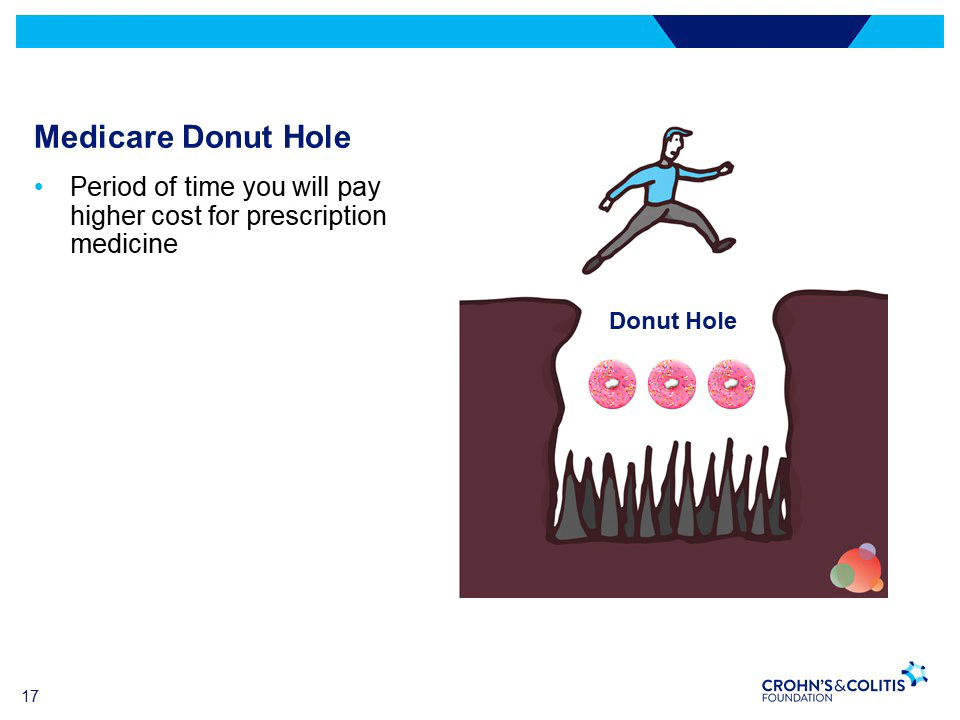 Medicare Donut Hole
• Period of time you will pay
higher cost for prescription
medicine
Donut Hole
17
CROHN'S&COLITIS
FOUNDATION